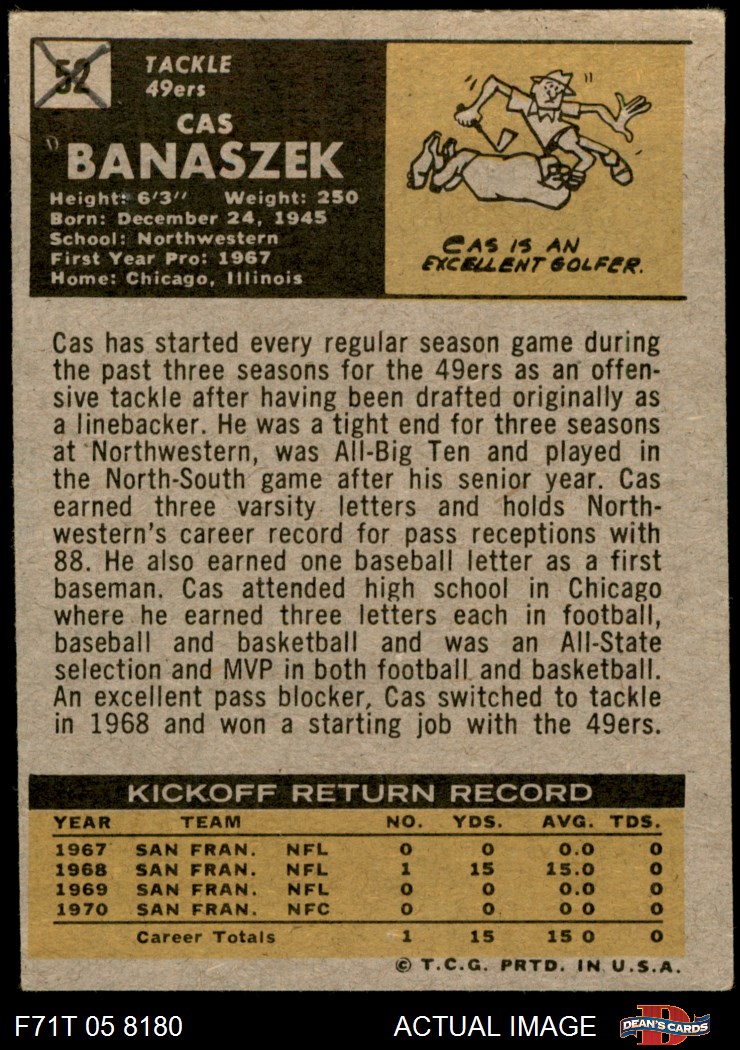 52
TACKLE
49ers
CAS
BANASZEK
Height: 6'3'' Weight: 250
Born: December 24, 1945
School: Northwestern
First Year Pro: 1967
Home: Chicago, Illinois
CAS IS AN
EXCELLENT GOLFER.
Cas has started every regular season game during
the past three seasons for the 49ers as an offen-
sive tackle after having been drafted originally as
a linebacker. He was a tight end for three seasons
at Northwestern, was All-Big Ten and played in
the North-South game after his senior year. Cas
earned three varsity letters and holds North-
western's career record for pass receptions with
88. He also earned one baseball letter as a first
baseman. Cas attended high school in Chicago
where he earned three letters each in football,
baseball and basketball and was an All-State
selection and MVP in both football and basketball.
An excellent pass blocker, Cas switched to tackle
in 1968 and won a starting job with the 49ers.
KICKOFF RETURN RECORD
YEAR TEAM NO. YDS. AVG. TDS.
1967 SAN FRAN. NFL 0 0 0.0 0
1968 SAN FRAN. NFL 1 15 15.0 0
1969 SAN FRAN. NFL 0 0 0.0 0
1970 SAN FRAN. NFC 0 0 0 0 0
Career Totals 1 15 15 0 0
© T.C.G. PRTD. IN U.S.A.
F71T 05 8180 ACTUAL IMAGE D DEAN'S CARDS